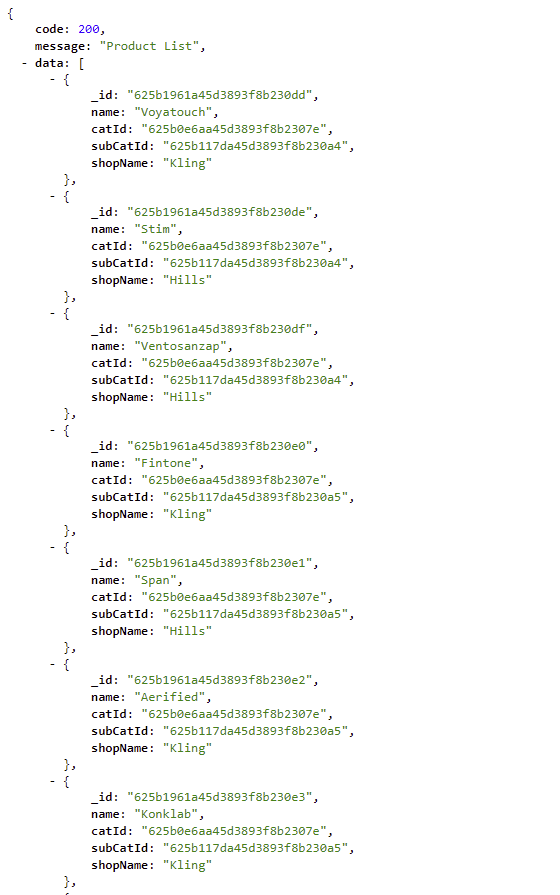 {
code: 200,
message: "Product List",
- data: [
- {
_id: "625b1961a45d3893f8b230dd",
name: "Voyatouch",
catId: "625b0e6aa45d3893f8b2307e",
subCatId: "625b117da45d3893f8b230a4",
shopName: "Kling"
},
- {
_id: "625b1961a45d3893f8b230de",
name: "Stim",
catId: "625b0e6aa45d3893f8b2307e",
subCatId: "625b117da45d3893f8b230a4",
shopName: "Hills"
},
- {
_id: "625b1961a45d3893f8b230df",
name: "Ventosanzap",
catId: "625b0e6aa45d3893f8b2307e",
subCatId: "625b117da45d3893f8b230a4",
shopName: "Hills"
},
- {
_id: "625b1961a45d3893f8b230e0",
name: "Fintone",
catId: "625b0e6aa45d3893f8b2307e",
subCatId: "625b117da45d3893f8b230a5",
shopName: "Kling"
},
- {
_id: "625b1961a45d3893f8b230e1",
name: "Span",
catId: "625b0e6aa45d3893f8b2307e",
subCatId: "625b117da45d3893f8b230a5",
shopName: "Hills"
},
- {
_id: "625b1961a45d3893f8b230e2",
name: "Aerified",
catId: "625b0e6aa45d3893f8b2307e",
subCatId: "625b117da45d3893f8b230a5",
shopName: "Kling"
},
- {
_id: "625b1961a45d3893f8b230e3",
name: "Konklab",
catId: "625b0e6aa45d3893f8b2307e",
subCatId: "625b117da45d3893f8b230a5",
shopName: "Kling"
},